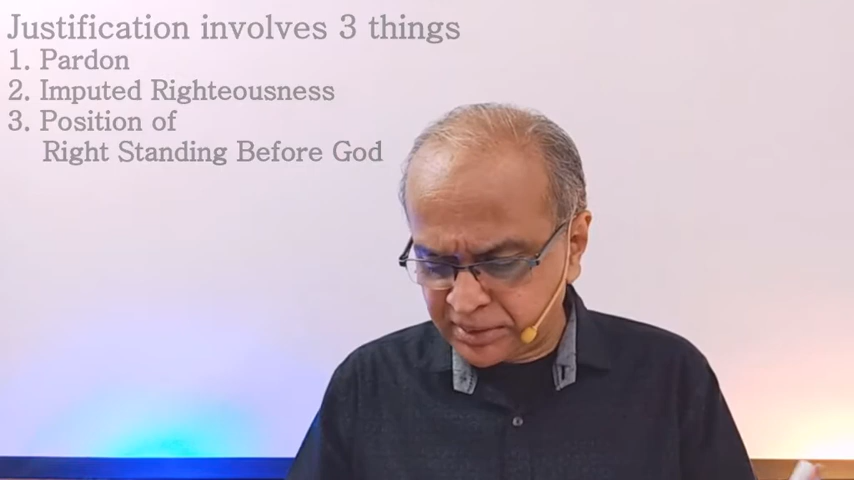 Justification involves 3 things
1. Pardon
2. Imputed Righteousness
3. Position of
Right Standing Before God